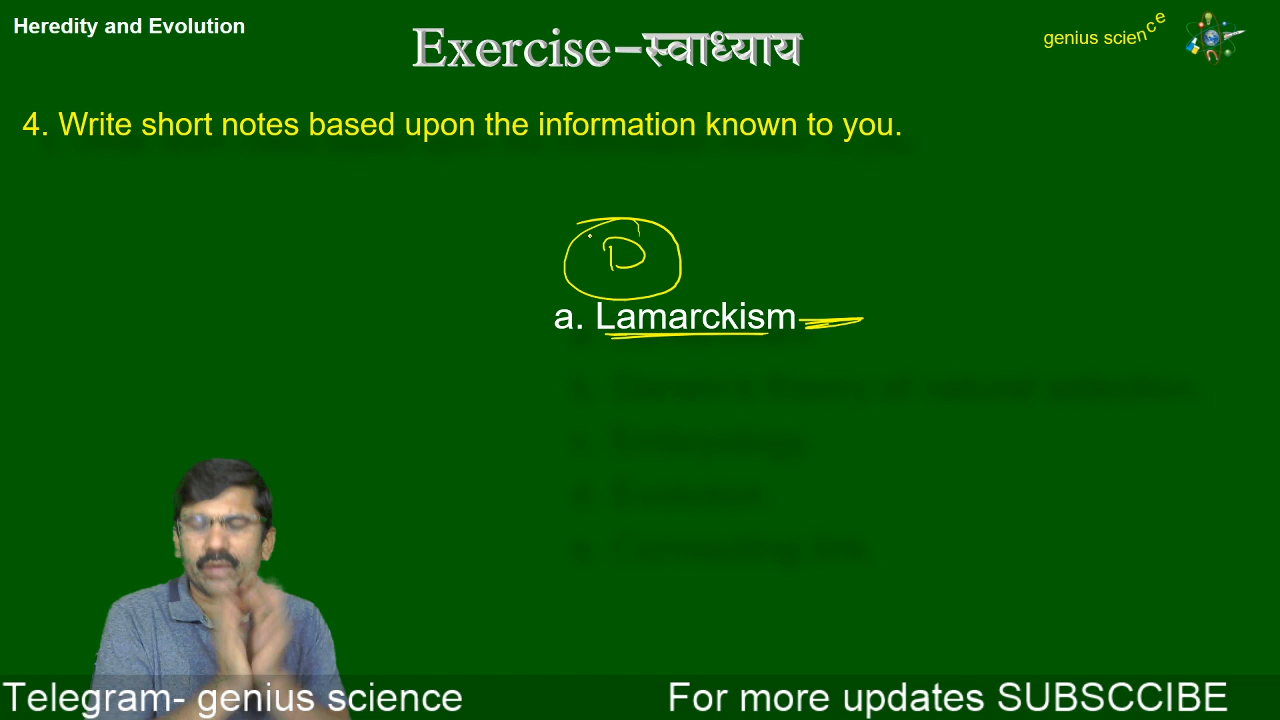 Heredity and Evolution
Exercise-स्वाध्याय
genius science
4. Write short notes based upon the information known to you.
D
a. Lamarckism
Telegram- genius science
For more updates SUBSCCIBE